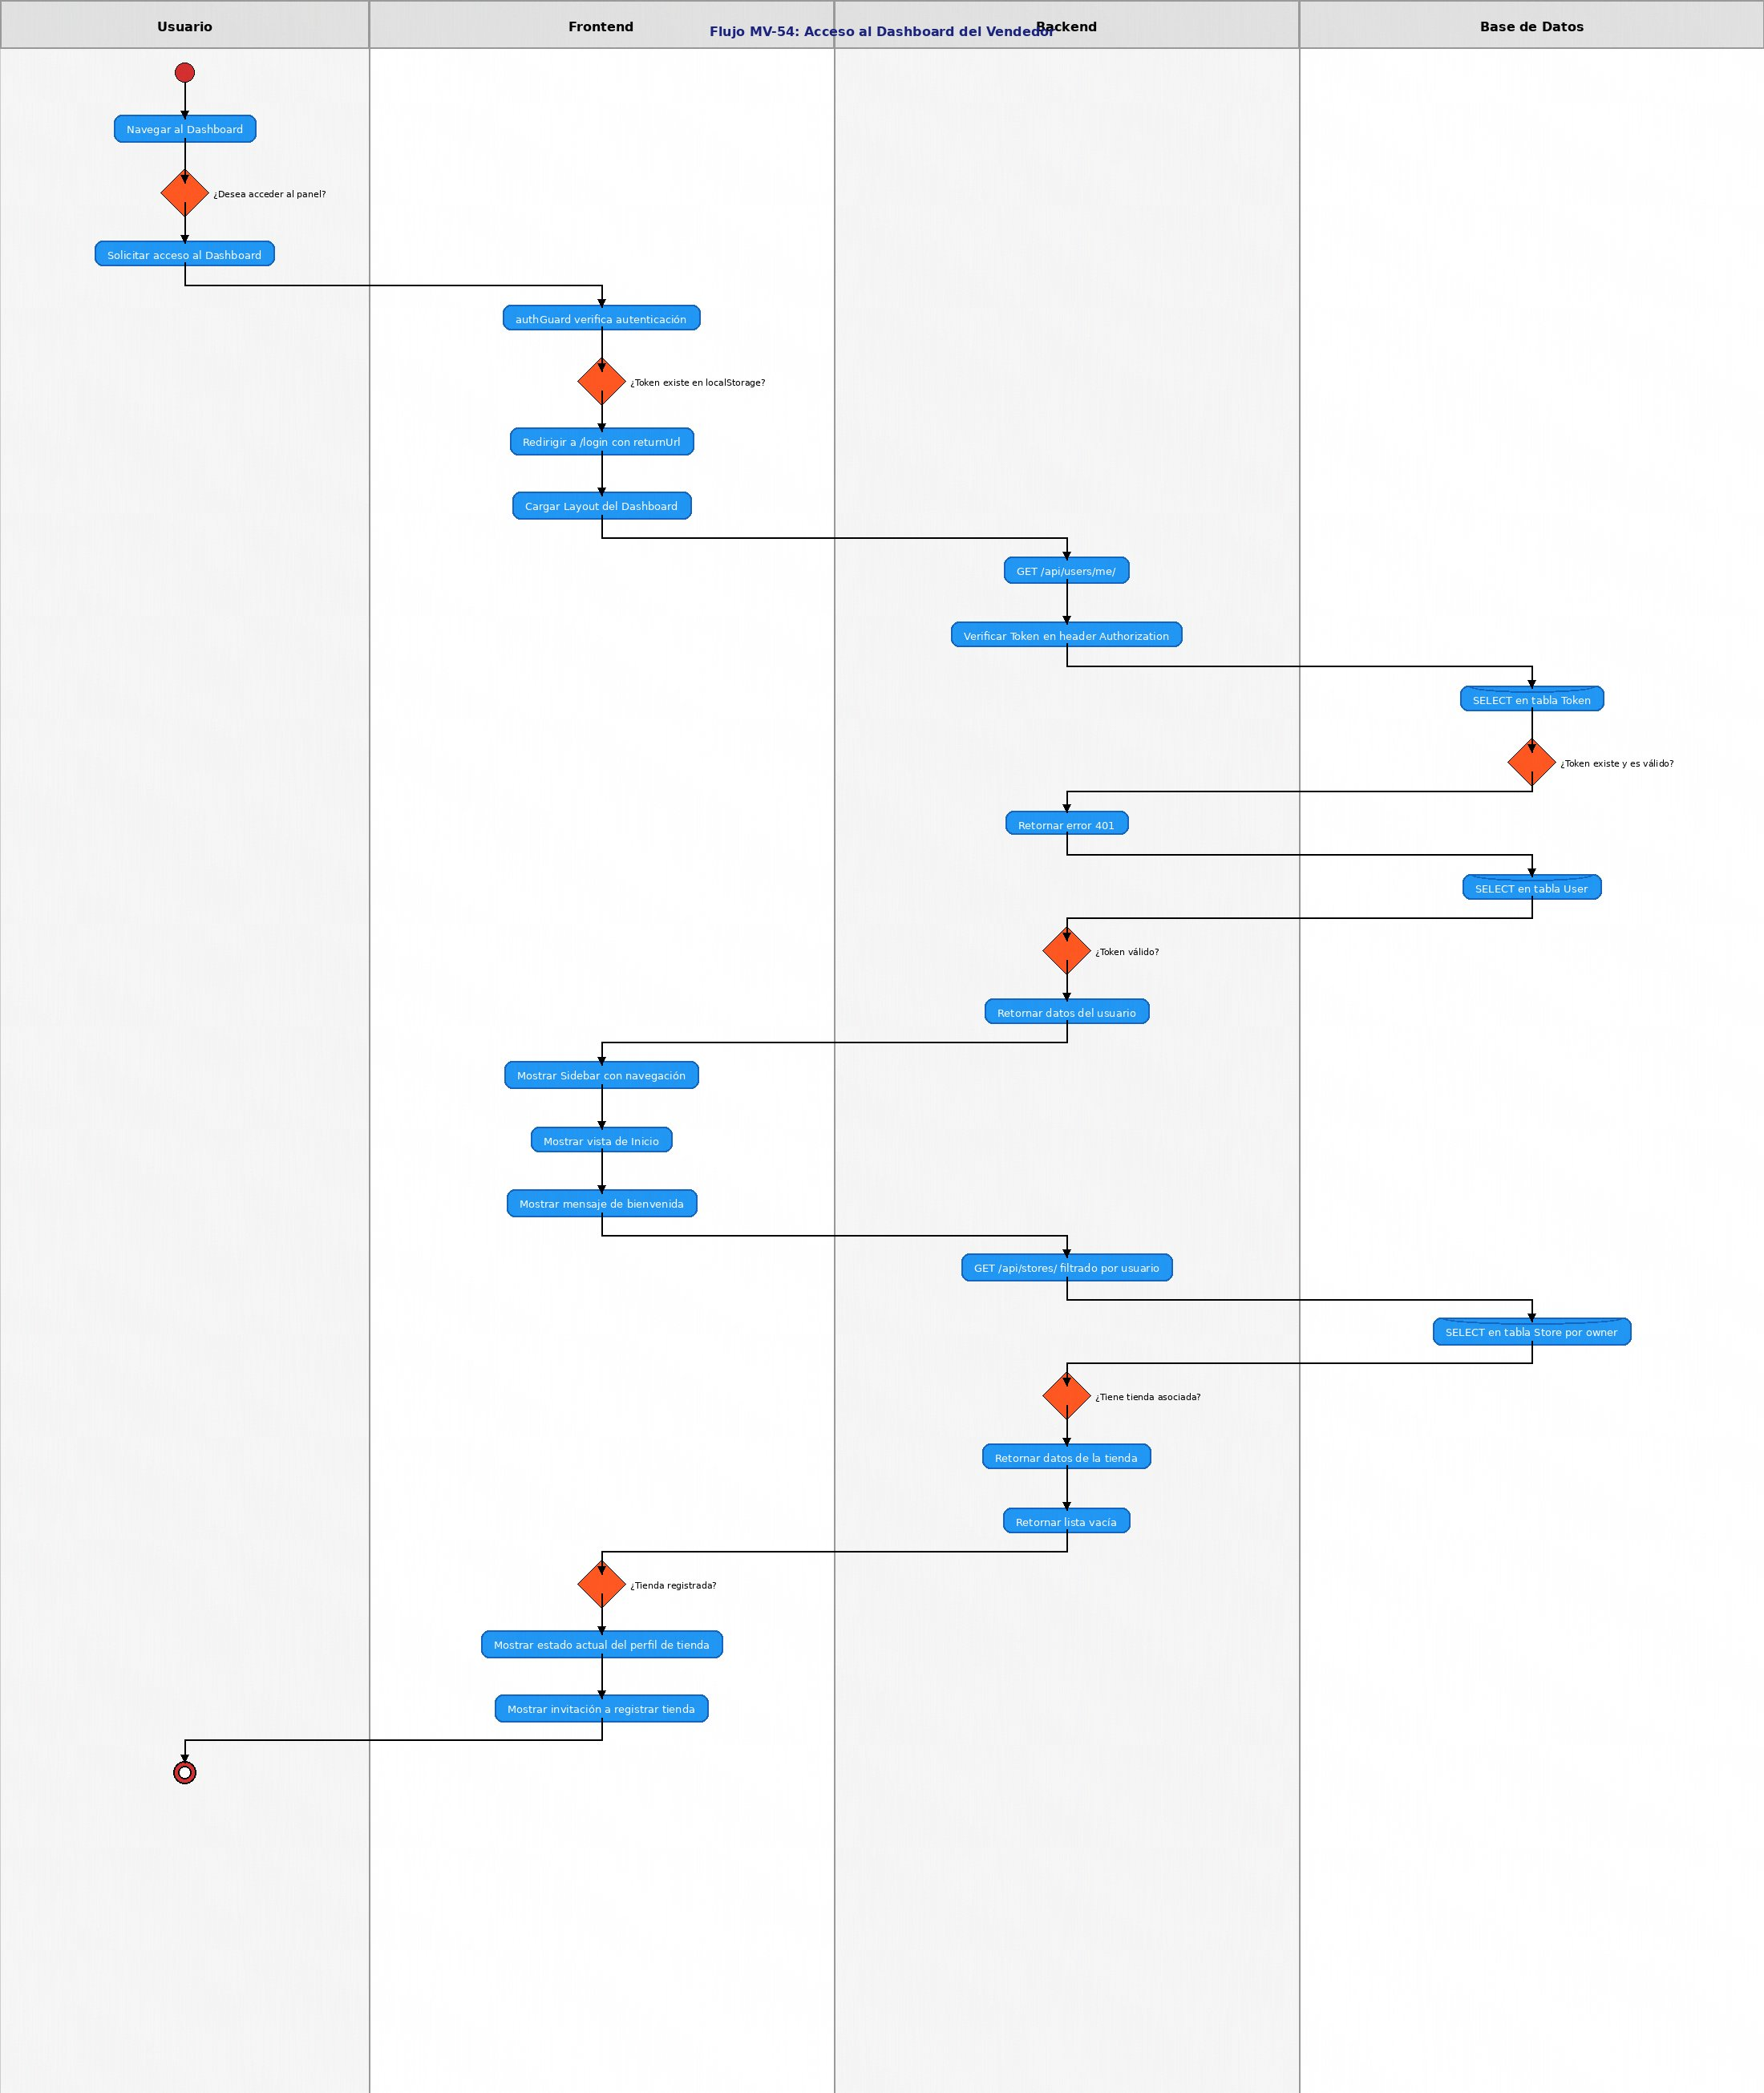 Usuario
Frontend
Flujo MV-54: Acceso al Dashboard del Vendedor
Backend
Base de Datos
Navegar al Dashboard
¿Desea acceder al panel?
Solicitar acceso al Dashboard
authGuard verifica autenticación
¿Token existe en localStorage?
Redirigir a /login con returnUrl
Cargar Layout del Dashboard
GET /api/users/me/
Verificar Token en header Authorization
SELECT en tabla Token
¿Token existe y es válido?
Retornar error 401
SELECT en tabla User
¿Token válido?
Retornar datos del usuario
Mostrar Sidebar con navegación
Mostrar vista de Inicio
Mostrar mensaje de bienvenida
GET /api/stores/ filtrado por usuario
SELECT en tabla Store por owner
¿Tiene tienda asociada?
Retornar datos de la tienda
Retornar lista vacía
¿Tienda registrada?
Mostrar estado actual del perfil de tienda
Mostrar invitación a registrar tienda